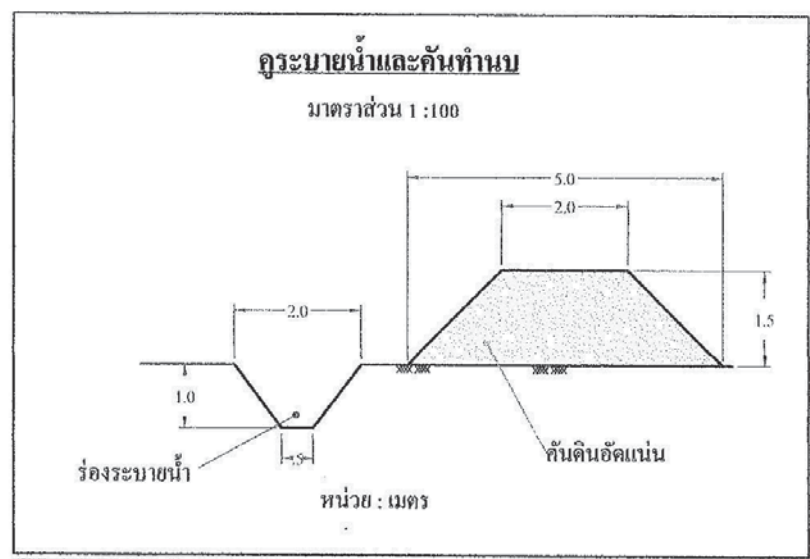 คูระบายน้ำและคันทำนบ
มาตราส่วน 1 :100
5.0
2.0
2.0
1.5
1.0
.5
ร่องระบายน้ำ
คันดินอัดแน่น
หน่วย : เมตร